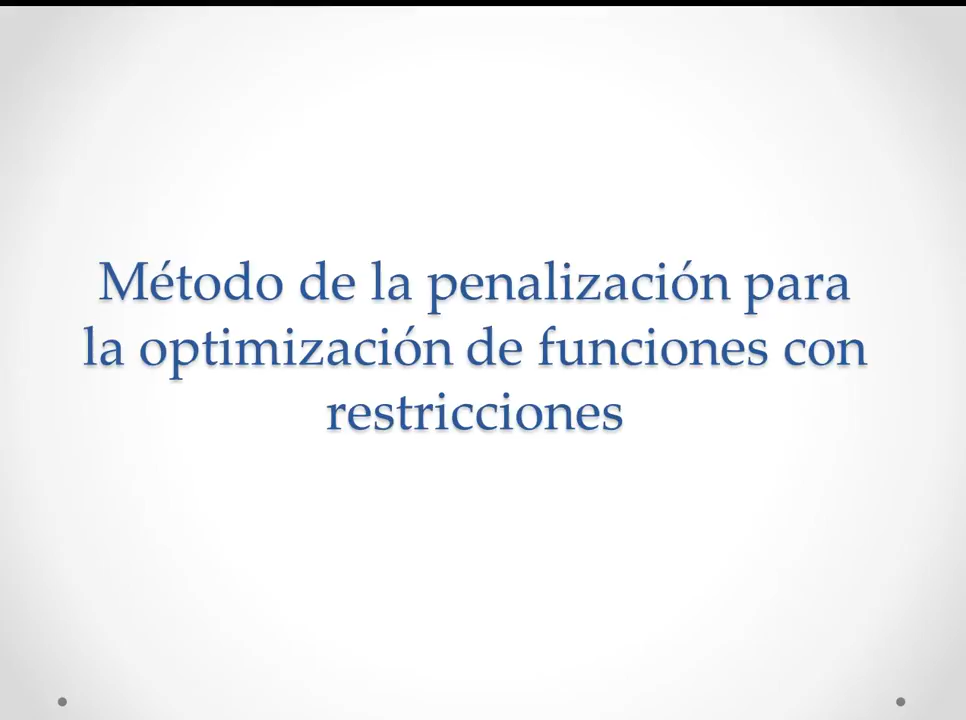 Método de la penalización para
la optimización de funciones con
restricciones